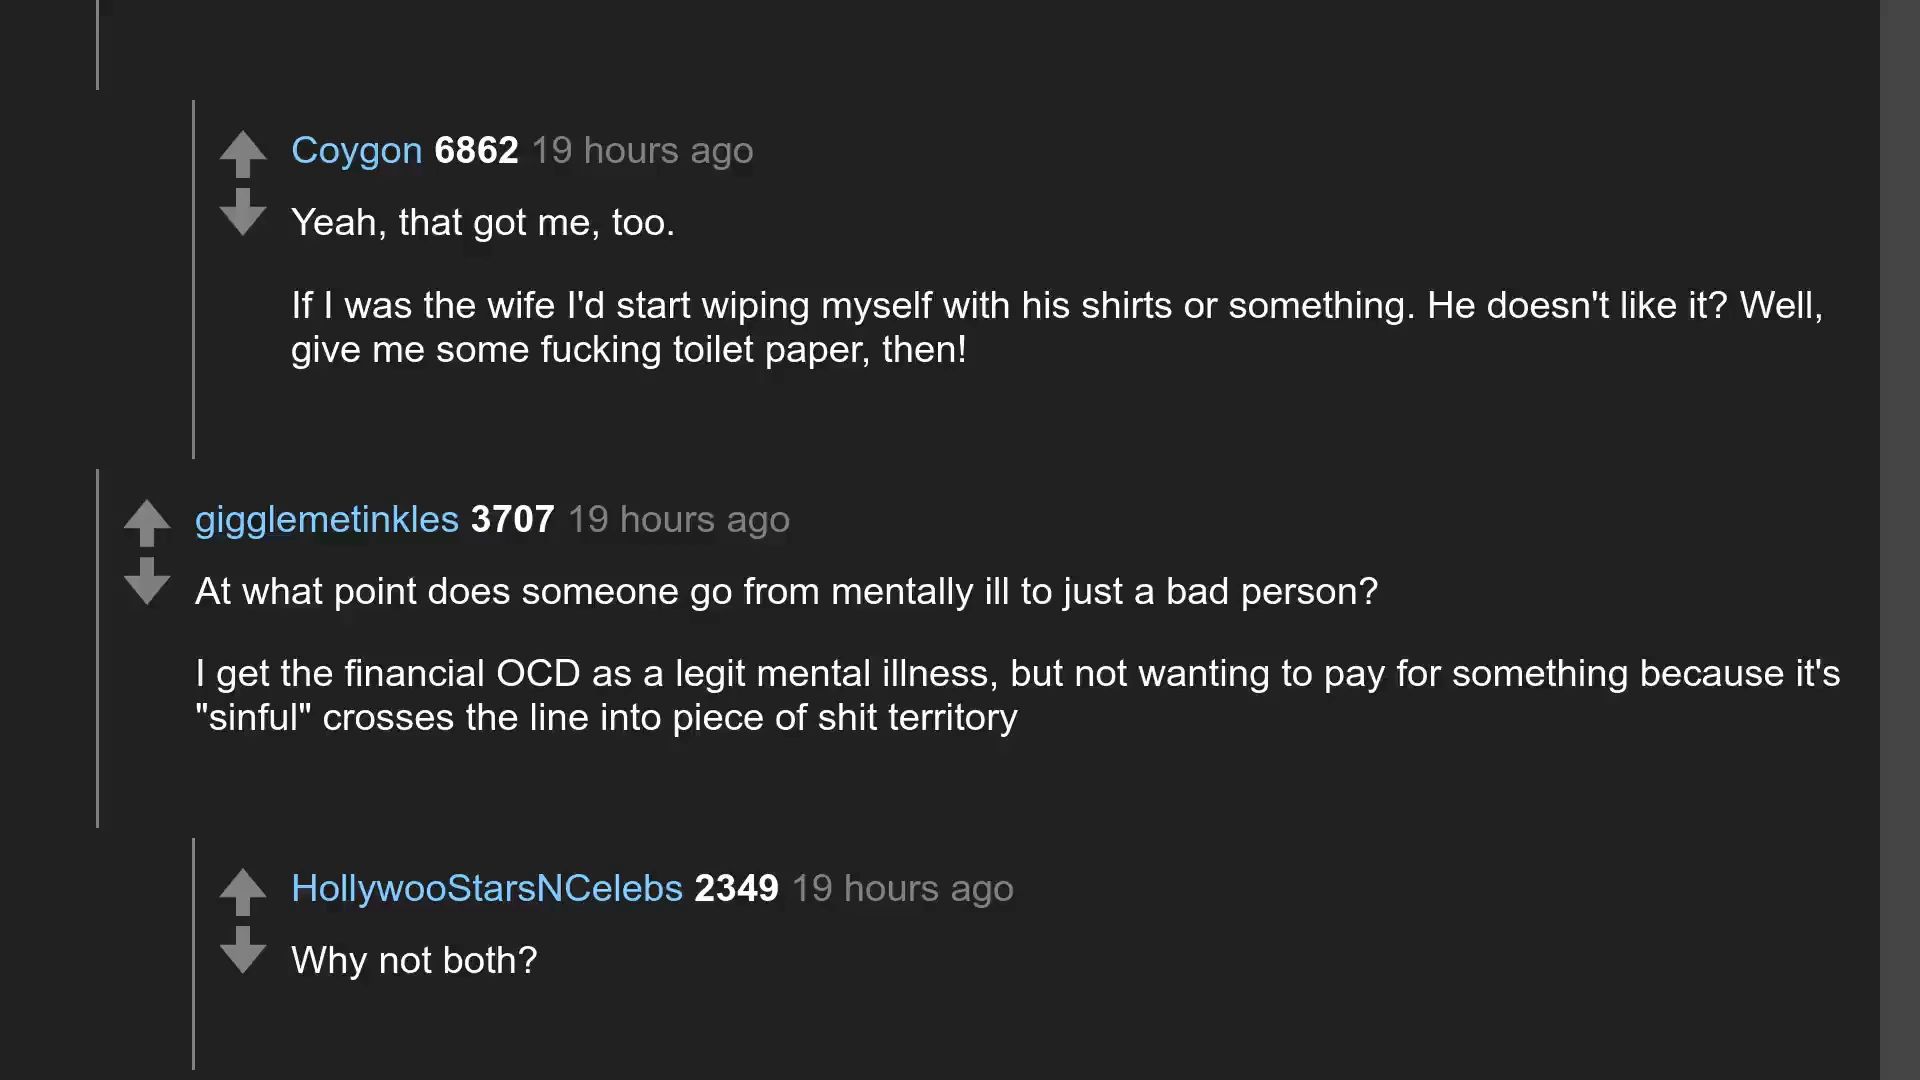 Coygon 6862 19 hours ago
Yeah, that got me, too.
If I was the wife I'd start wiping myself with his shirts or something. He doesn't like it? Well,
give me some fucking toilet paper, then!
gigglemetinkles 3707 19 hours ago
At what point does someone go from mentally ill to just a bad person?
I get the financial OCD as a legit mental illness, but not wanting to pay for something because it's
"sinful" crosses the line into piece of shit territory
HollywooStarsNCelebs 2349 19 hours ago
Why not both?